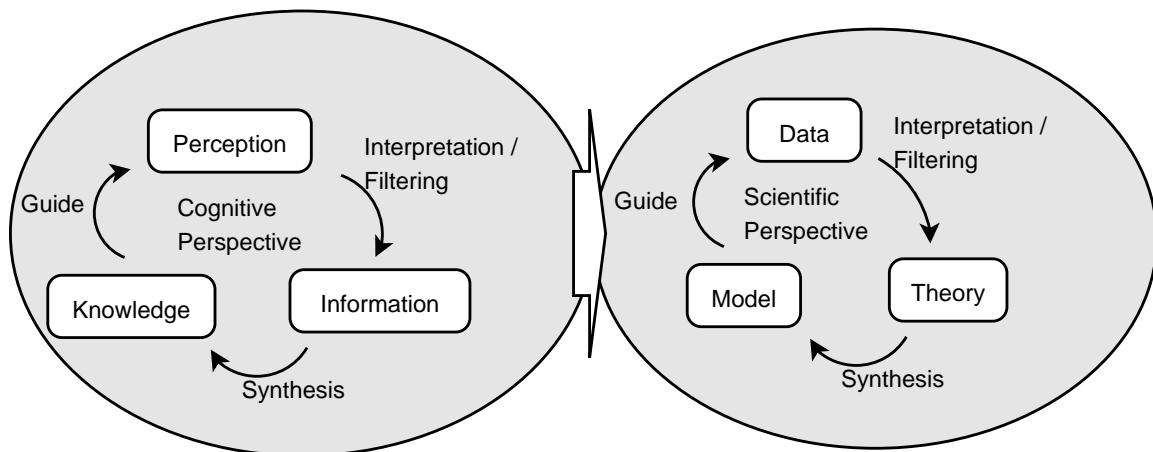 Perception
Interpretation /
Filtering
Guide
Cognitive
Perspective
Knowledge
Information
Synthesis
Data
Interpretation /
Filtering
Guide
Scientific
Perspective
Model
Theory
Synthesis